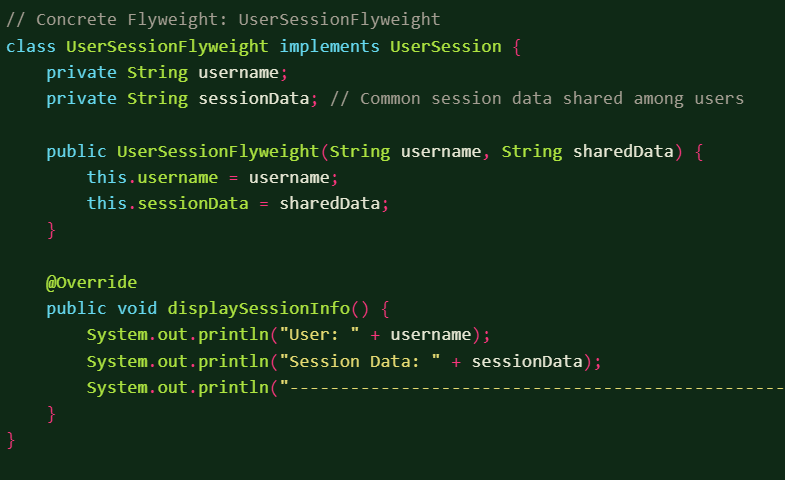 // Concrete Flyweight: UserSessionFlyweight
class UserSessionFlyweight implements UserSession {
    private String username;
    private String sessionData; // Common session data shared among users

    public UserSessionFlyweight(String username, String sharedData) {
        this.username = username;
        this.sessionData = sharedData;
    }

    @Override
    public void displaySessionInfo() {
        System.out.println("User: " + username);
        System.out.println("Session Data: " + sessionData);
        System.out.println("-------------------------------------------------
    }
}